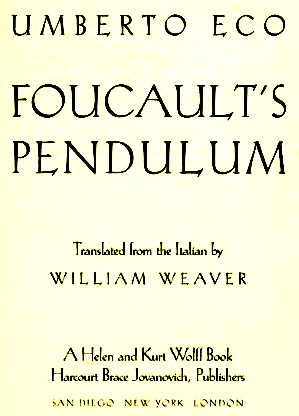 UMBERTO ECO
FOUCAULT'S
PENDULUM
Translated from the Italian by
WILLIAM WEAVER
A Helen and Kurt Wolff Book
Harcourt Brace Jovanovich, Publishers
SAN DIEGO NEW YORK LONDON